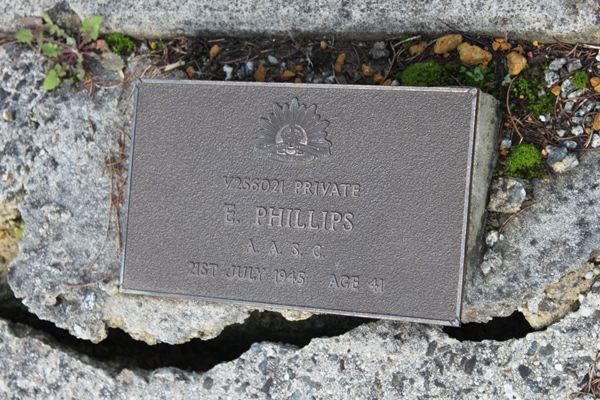 V256021 PRIVATE
E. PHILLIPS
A. A. S. C.
21ST JULY 1945 AGE 41